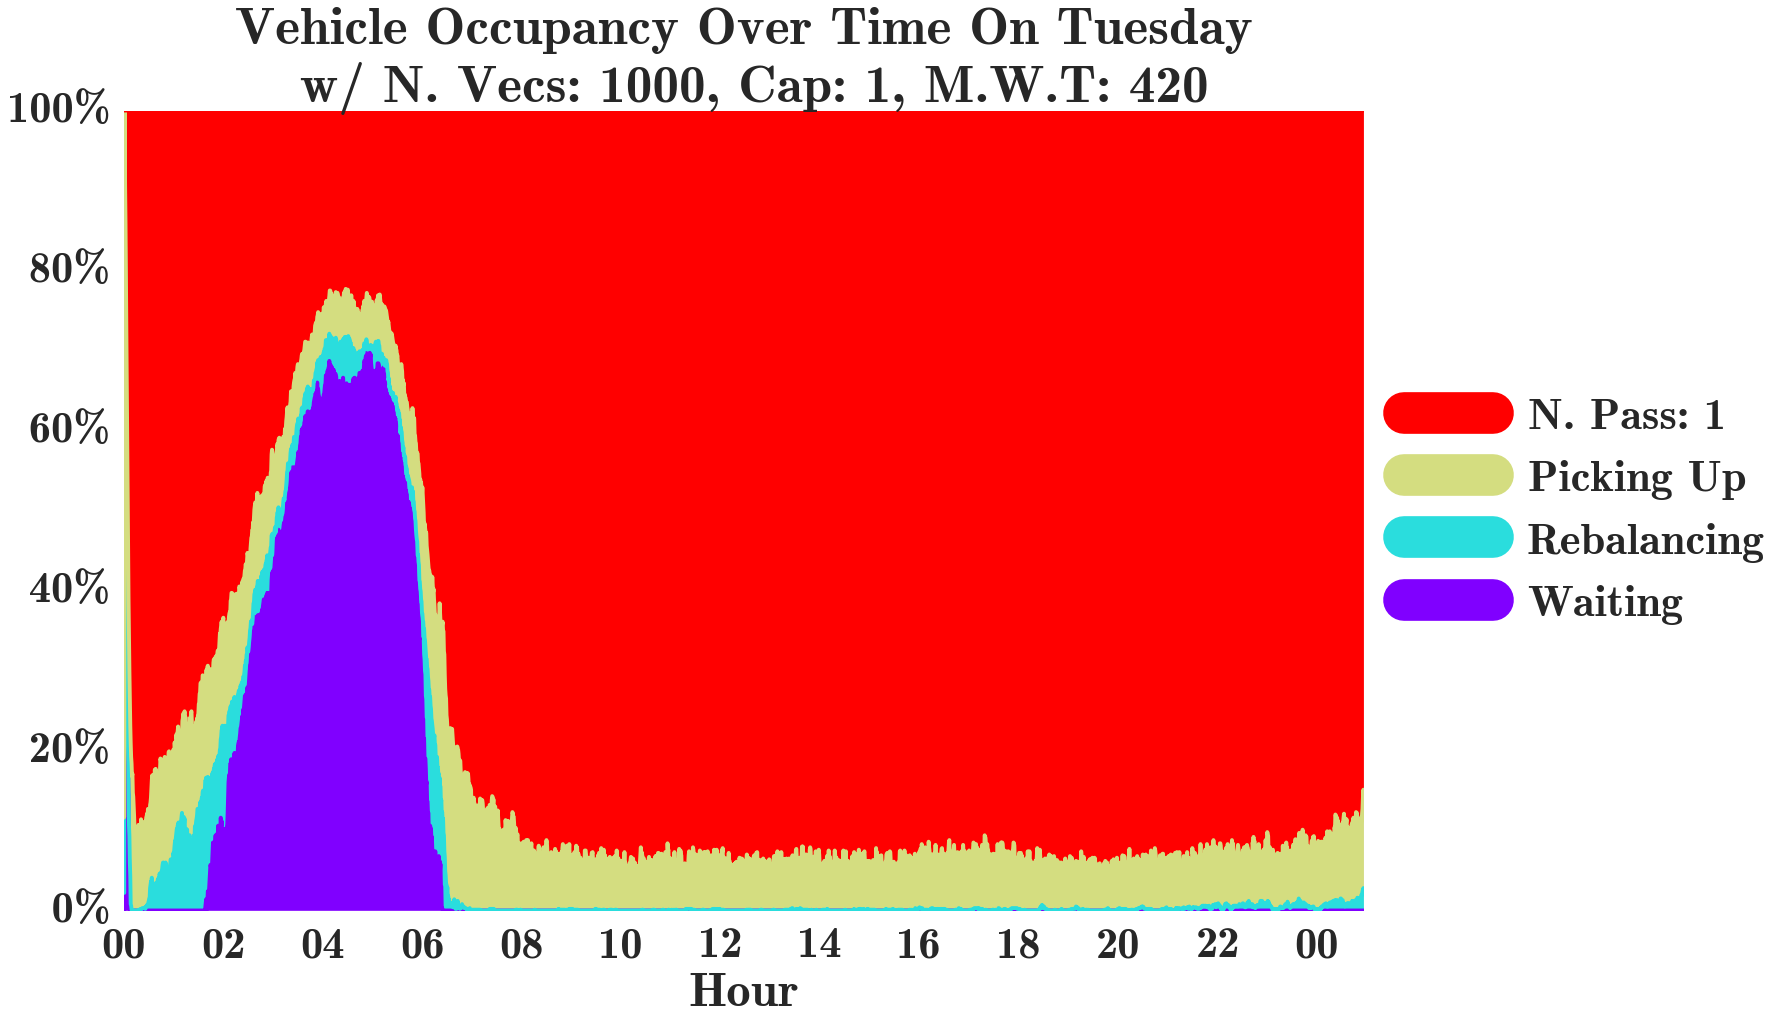 Vehicle Occupancy Over Time On Tuesday
w/ N. Vecs: 1000, Cap: 1, M.W.T: 420
100%
80%
60%
40%
20%
0%
00 02 04 06 08 10 12 14 16 18 20 22 00
Hour
N. Pass: 1
Picking Up
Rebalancing
Waiting